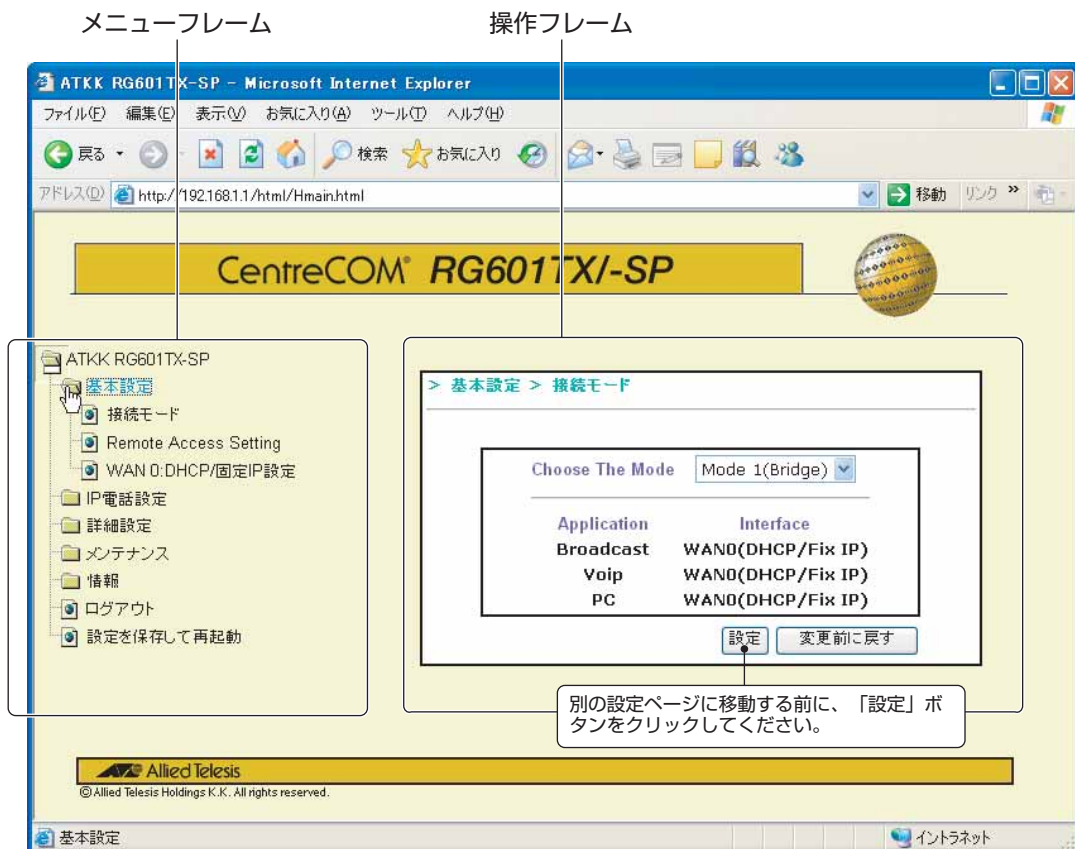 メニューフレーム
操作フレーム
ATKK RG601TX-SP - Microsoft Internet Explorer
ファイル(F) 編集(E) 表示(V) お気に入り(A) ツール(T) ヘルプ(H)
戻る 検索 お気に入り
アドレス(D) http://192.168.1.1/html/Hmain.html 移動 リンク »
CentreCOM® RG601TX/-SP
ATKK RG601TX-SP
基本設定
接続モード
Remote Access Setting
WAN 0:DHCP/固定IP設定
IP電話設定
詳細設定
メンテナンス
情報
ログアウト
設定を保存して再起動
> 基本設定 > 接続モード
Choose The Mode Mode 1(Bridge)
Application Interface
Broadcast WAN0(DHCP/Fix IP)
Voip WAN0(DHCP/Fix IP)
PC WAN0(DHCP/Fix IP)
設定 変更前に戻す
別の設定ページに移動する前に、「設定」ボ
タンをクリックしてください。
Allied Telesis
©Allied Telesis Holdings K.K. All rights reserved.
基本設定 イントラネット